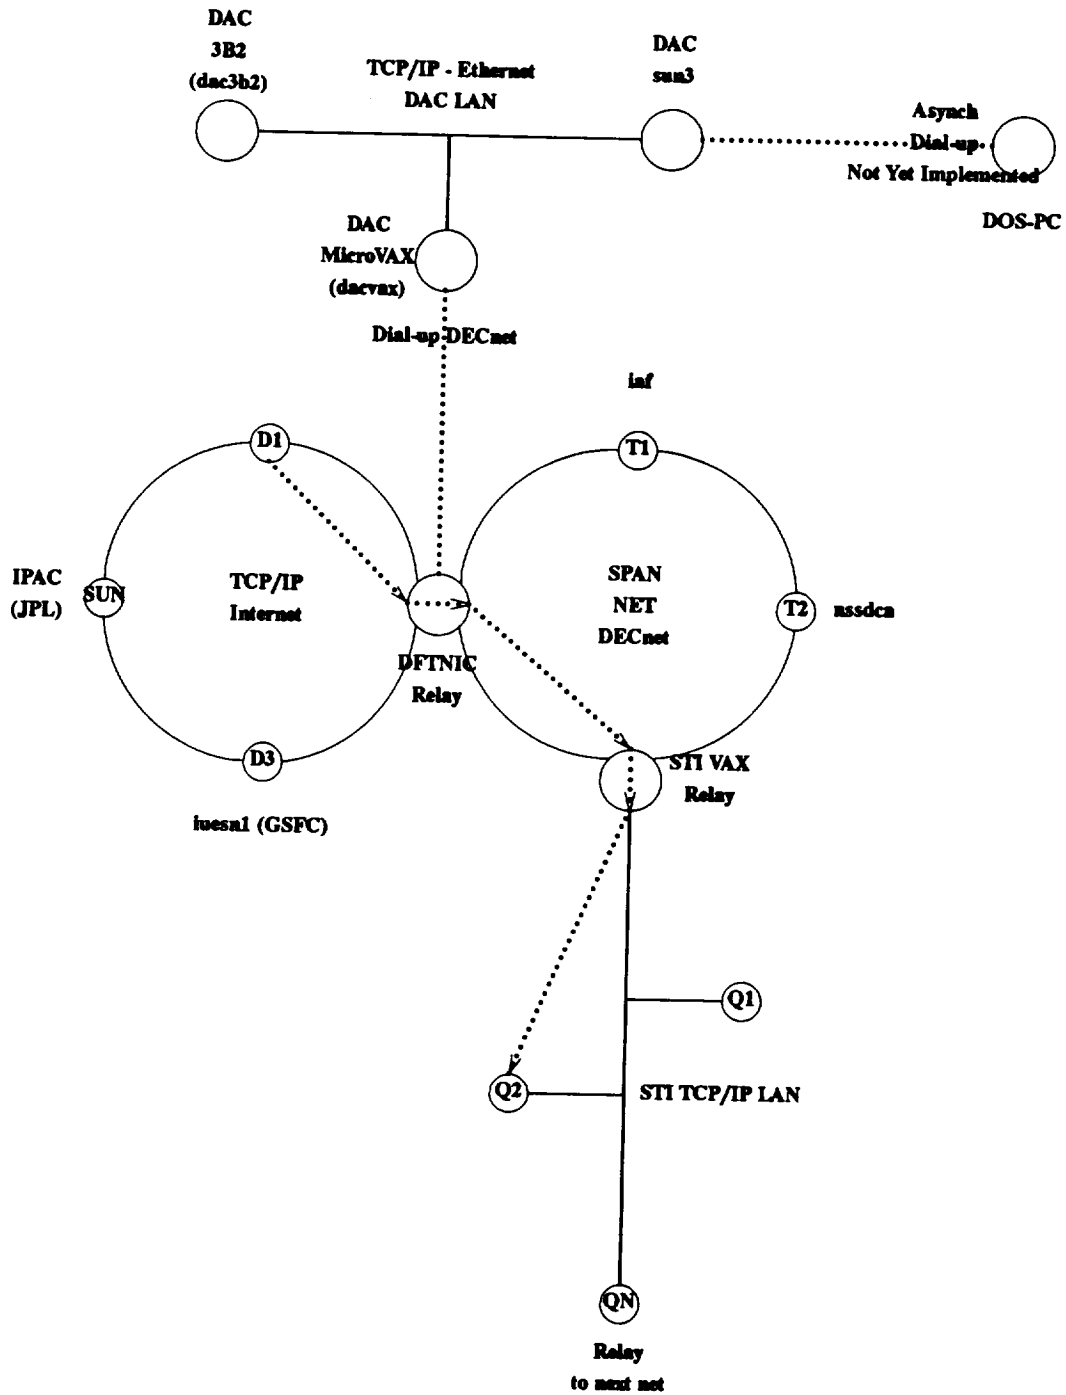 DAC
3B2
(dac3b2)
TCP/IP - Ethernet
DAC LAN
DAC
sun3
Asynch
Dial-up
Not Yet Implemented
DOS-PC
DAC
MicroVAX
(dacvax)
Dial-up DECnet
iaf
D1
T1
IPAC
(JPL)
SUN
TCP/IP
Internet
SPAN
NET
DECnet
T2
nssdca
DFTNIC
Relay
D3
STI VAX
Relay
iuesn1 (GSFC)
Q1
Q2
STI TCP/IP LAN
QN
Relay
to next net